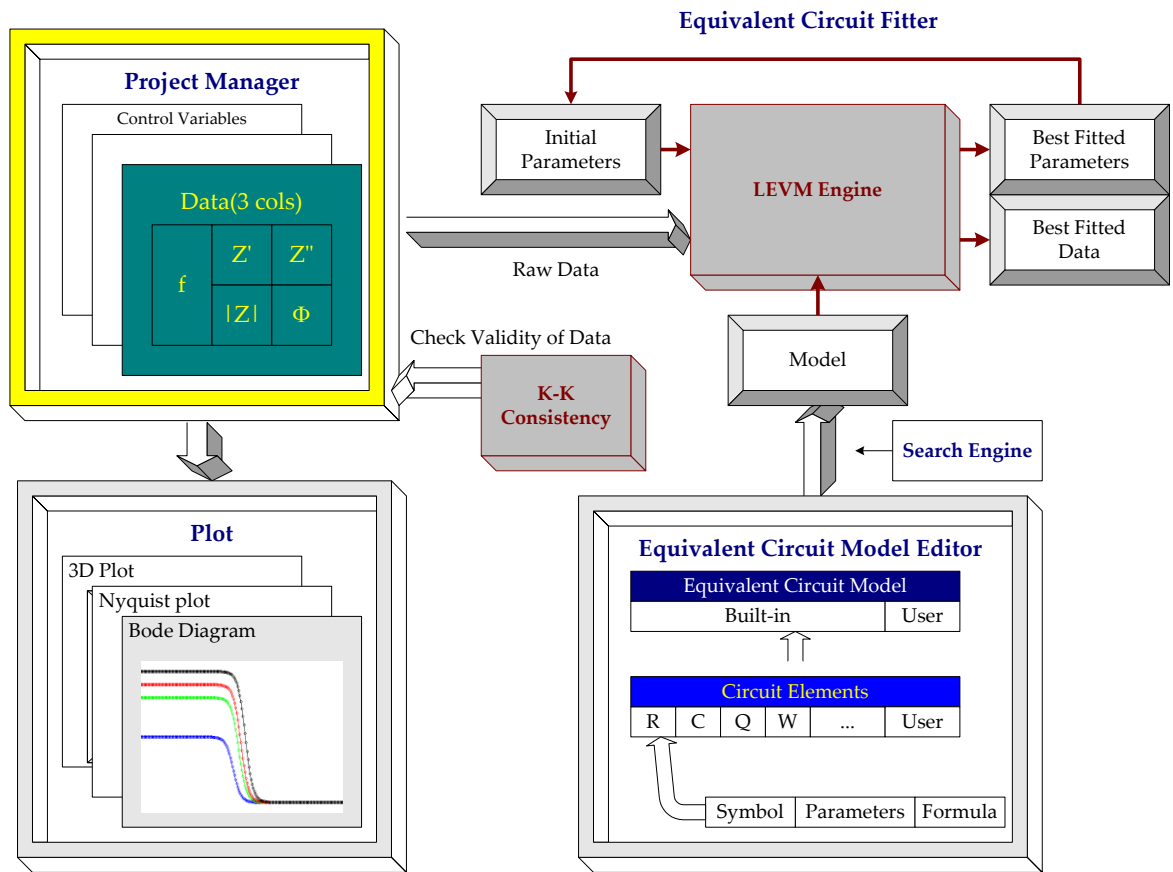 Equivalent Circuit Fitter
Project Manager
Control Variables
Data(3 cols)
f
Z'
Z"
|Z|
Φ
Initial
Parameters
LEVM Engine
Best Fitted
Parameters
Best Fitted
Data
Raw Data
Check Validity of Data
K-K
Consistency
Model
Search Engine
Plot
3D Plot
Nyquist plot
Bode Diagram
Equivalent Circuit Model Editor
Equivalent Circuit Model
Built-in
User
Circuit Elements
R
C
Q
W
...
User
Symbol
Parameters
Formula